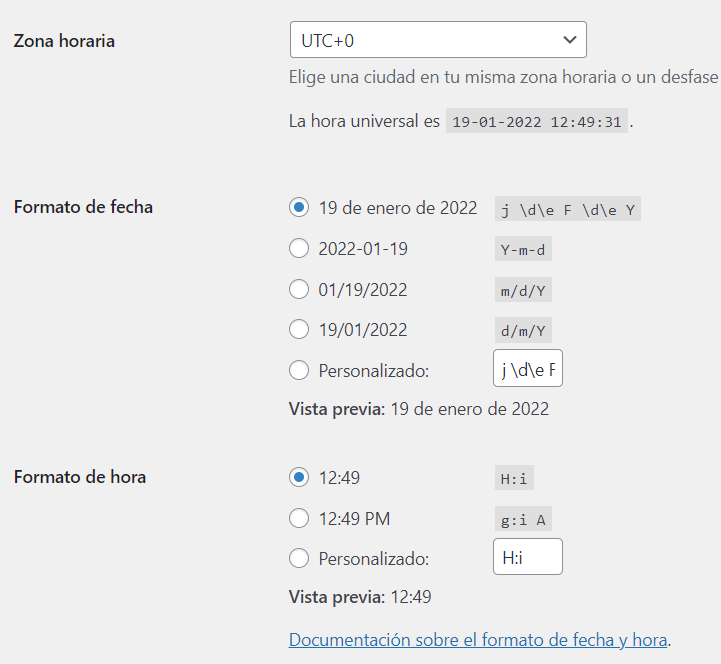 Zona horaria
UTC+0
Elige una ciudad en tu misma zona horaria o un desfase
La hora universal es 19-01-2022 12:49:31 .
Formato de fecha
19 de enero de 2022 j \d\e F \d\e Y
2022-01-19 Y-m-d
01/19/2022 m/d/Y
19/01/2022 d/m/Y
Personalizado: j \d\e F
Vista previa: 19 de enero de 2022
Formato de hora
12:49 H:i
12:49 PM g:i A
Personalizado: H:i
Vista previa: 12:49
Documentación sobre el formato de fecha y hora.